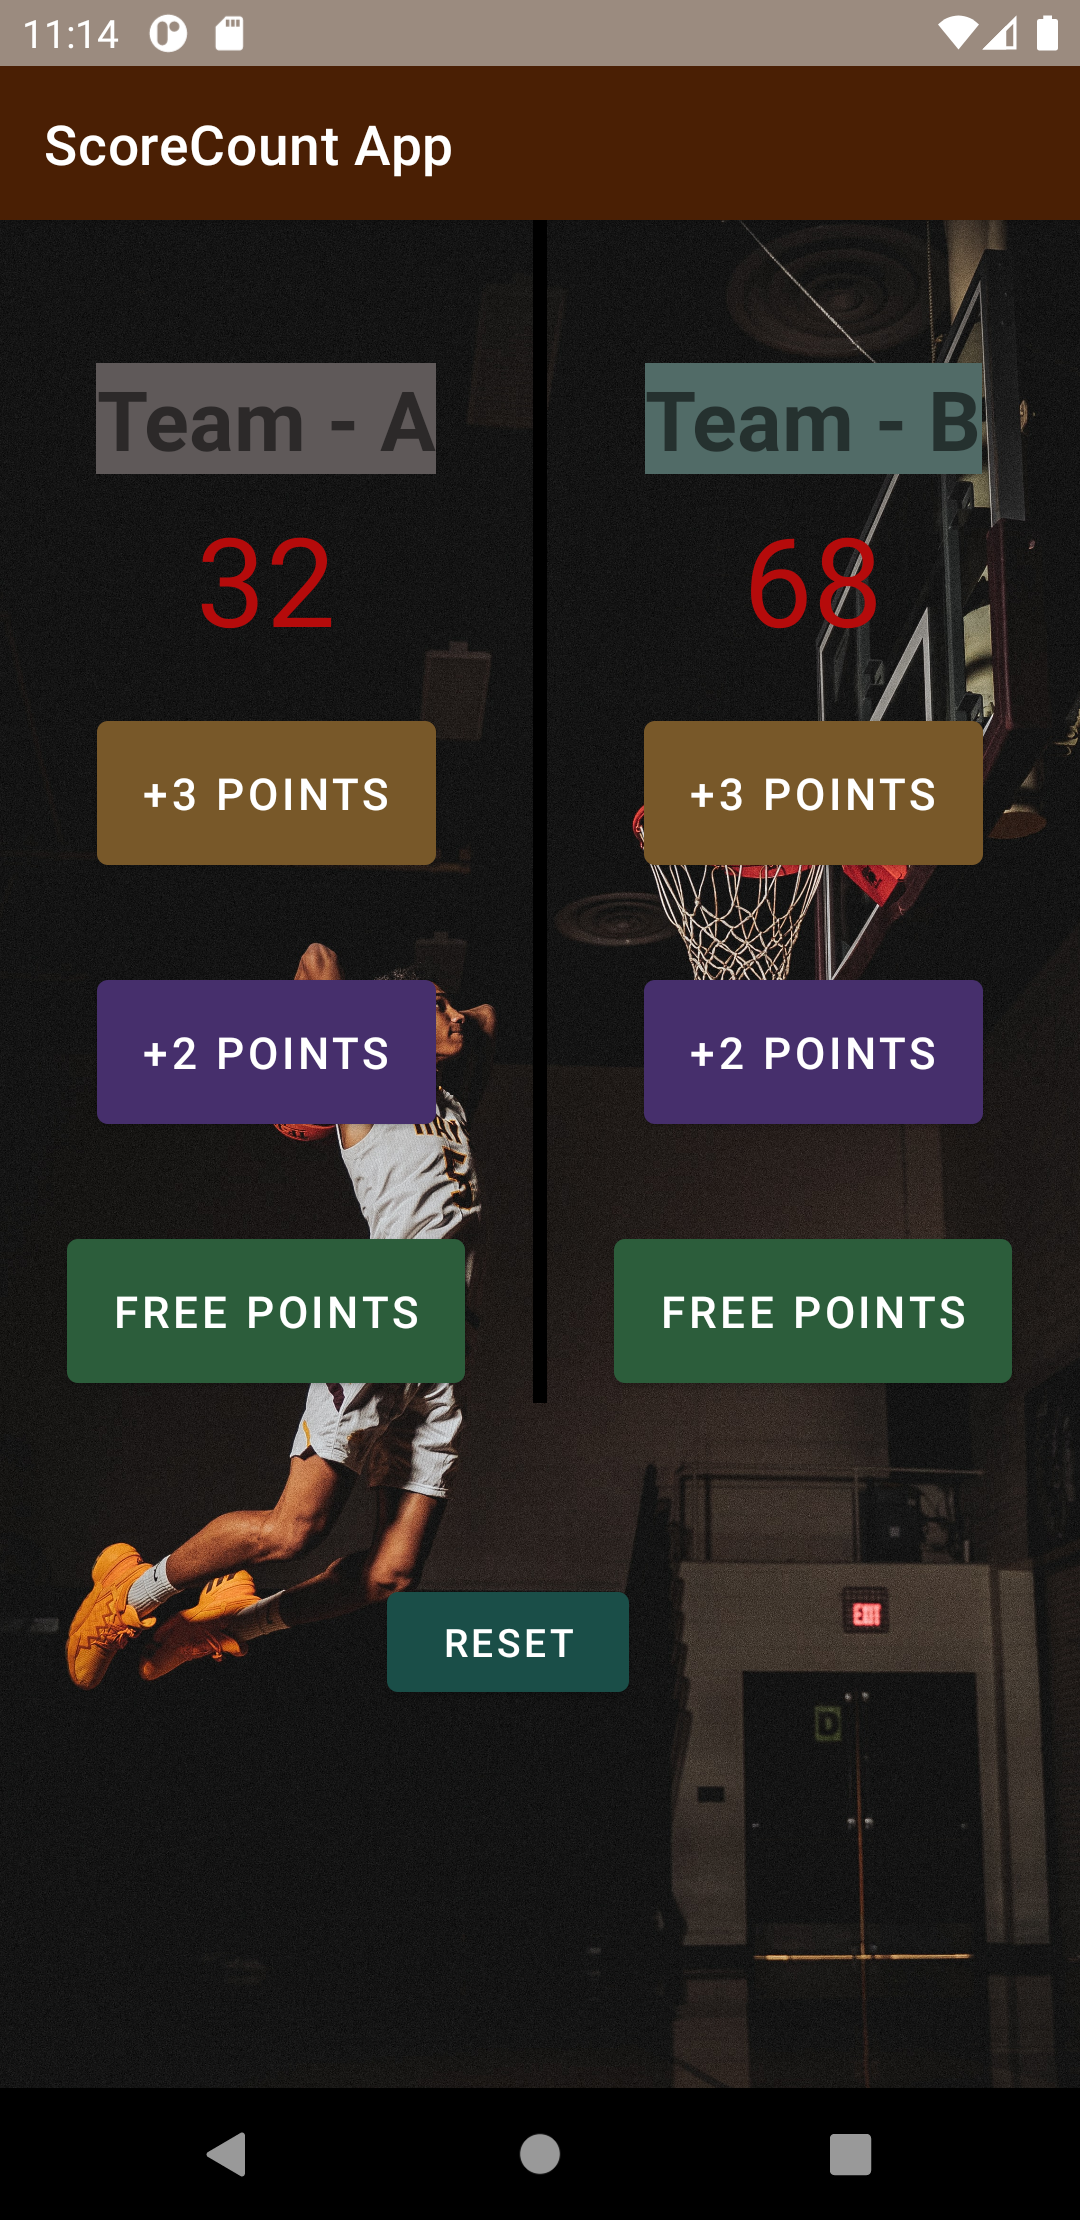 11:14
ScoreCount App
Team - A
Team - B
32
68
+3 POINTS
+3 POINTS
+2 POINTS
+2 POINTS
FREE POINTS
FREE POINTS
RESET
EXIT
D